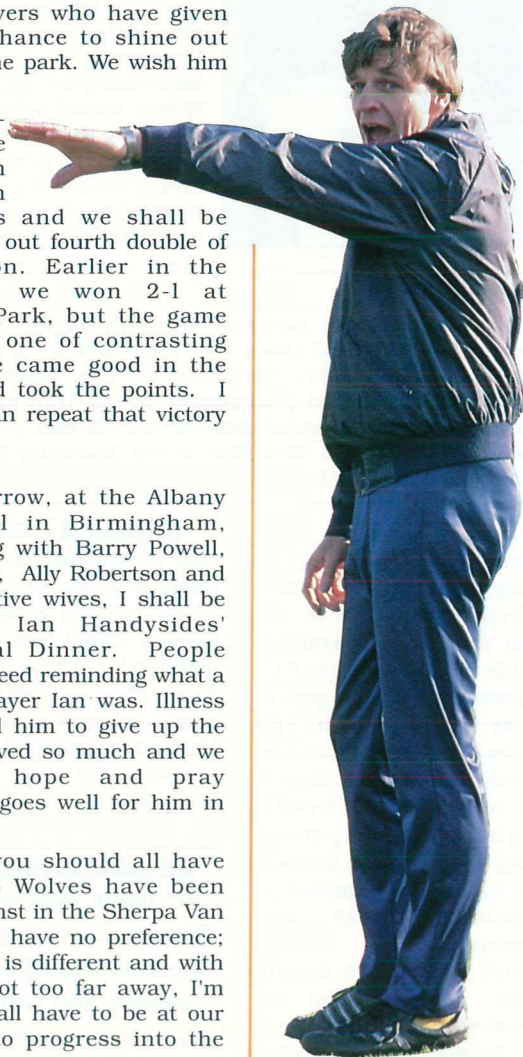 yers who have given
hance to shine out
e park. We wish him
e
n
n
s and we shall be
out fourth double of
on. Earlier in the
we won 2-l at
Park, but the game
one of contrasting
e came good in the
d took the points. I
an repeat that victory
rrow, at the Albany
l in Birmingham,
g with Barry Powell,
, Ally Robertson and
tive wives, I shall be
Ian Handysides'
al Dinner. People
eed reminding what a
ayer Ian was. Illness
d him to give up the
ved so much and we
hope and pray
goes well for him in
you should all have
o Wolves have been
nst in the Sherpa Van
have no preference;
is different and with
ot too far away, I'm
all have to be at our
to progress into the